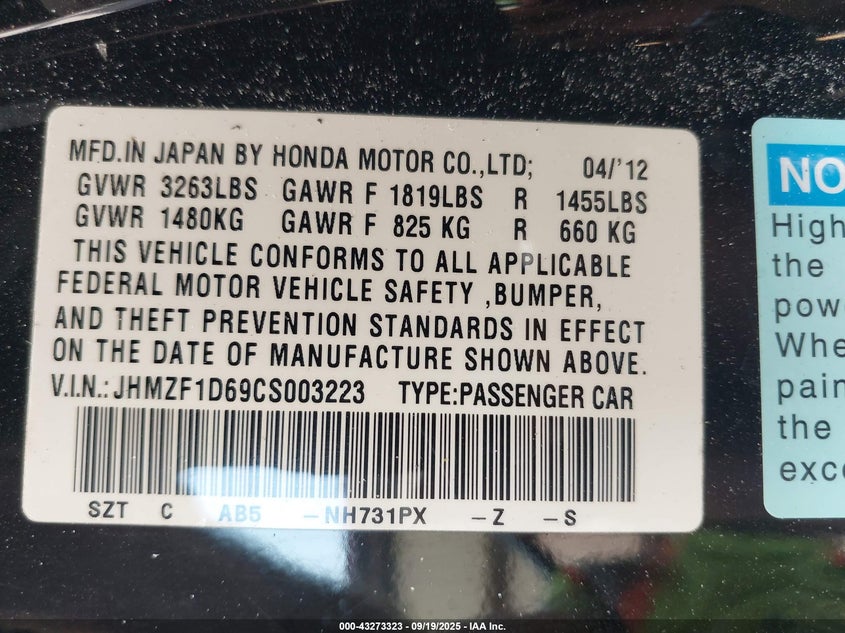 MFD.IN JAPAN BY HONDA MOTOR CO.,LTD; 04/'12
GVWR 3263LBS GAWR F 1819LBS R 1455LBS
GVWR 1480KG GAWR F 825 KG R 660 KG
THIS VEHICLE CONFORMS TO ALL APPLICABLE
FEDERAL MOTOR VEHICLE SAFETY ,BUMPER,
AND THEFT PREVENTION STANDARDS IN EFFECT
ON THE DATE OF MANUFACTURE SHOWN ABOVE.
V.I.N.: JHMZF1D69CS003223 TYPE:PASSENGER CAR
SZT C AB5 –NH731PX –Z –S
NO
High
the
powe
Whe
pain
the
exce
000-43273323 - 09/19/2025 - IAA Inc.